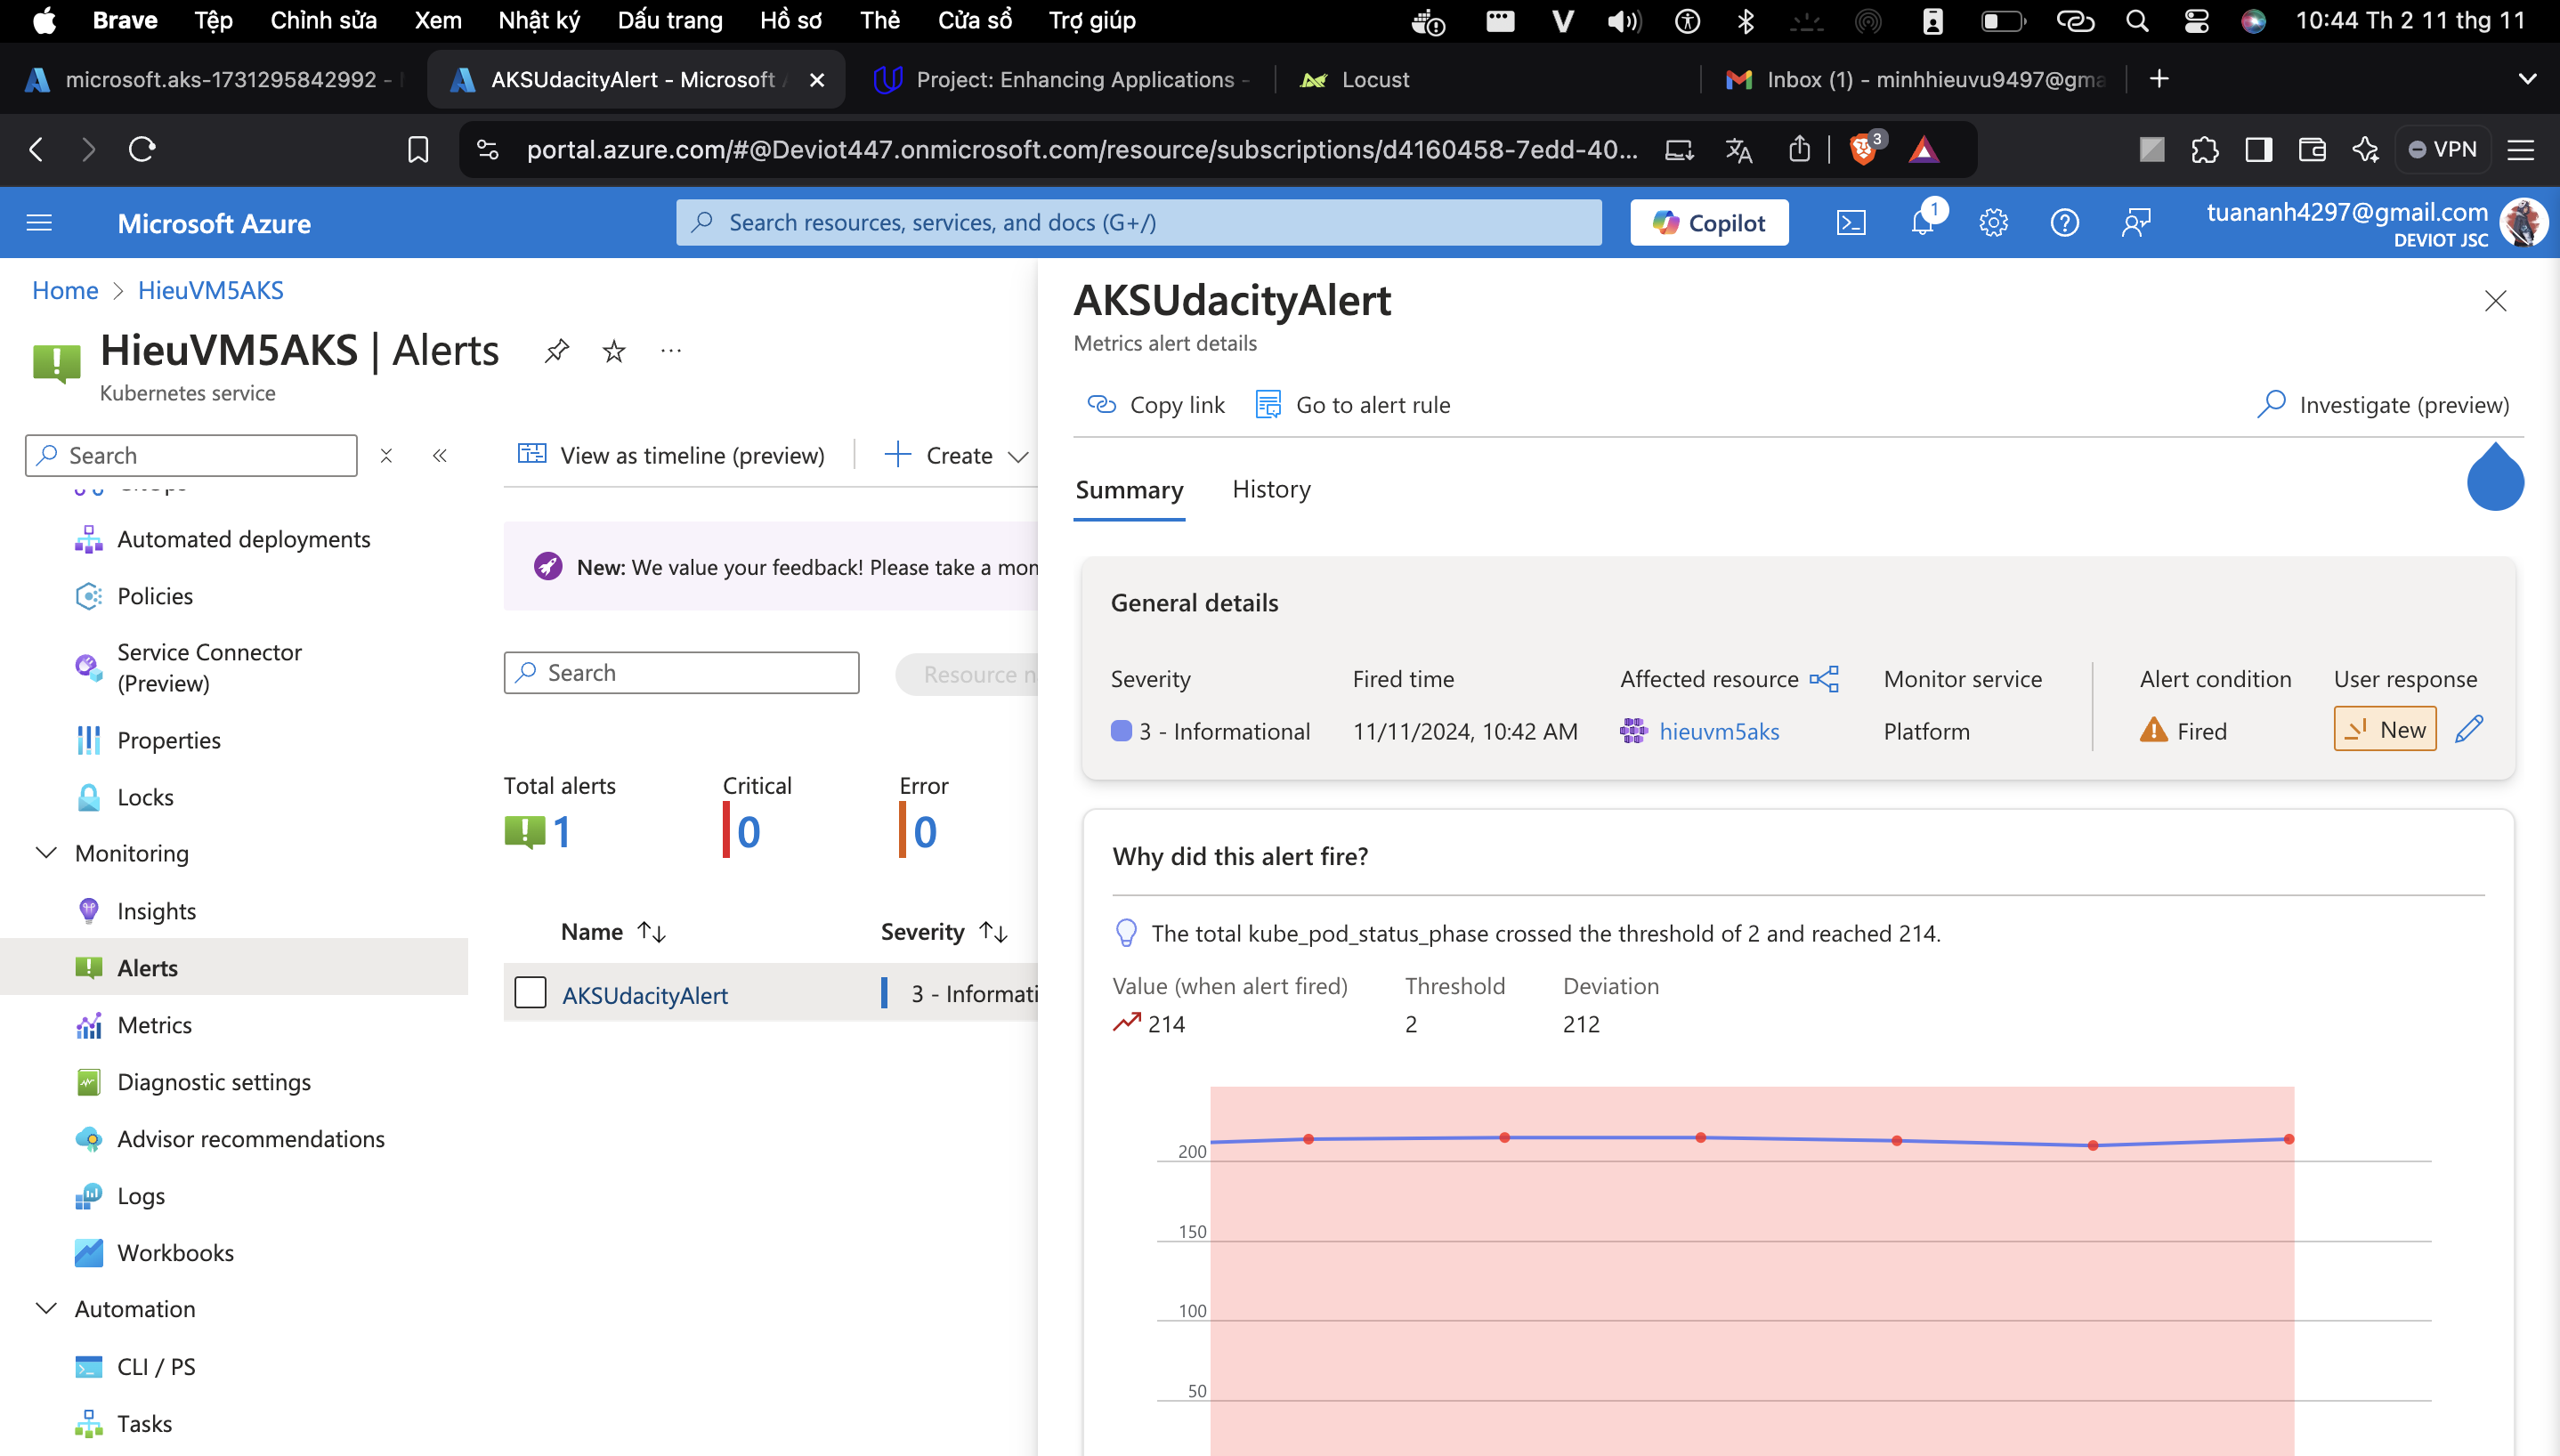 Brave Tệp Chỉnh sửa Xem Nhật ký Dấu trang Hồ sơ Thẻ Cửa sổ Trợ giúp V 10:44 Th 2 11 thg 11
microsoft.aks-1731295842992 - AKSUdacityAlert - Microsoft Project: Enhancing Applications - Locust Inbox (1) - minhhieuvu9497@gma
portal.azure.com/#@Deviot447.onmicrosoft.com/resource/subscriptions/d4160458-7edd-40... 3 VPN
Microsoft Azure
Search resources, services, and docs (G+/)
Copilot
1
tuananh4297@gmail.com
DEVIOT JSC
Home > HieuVM5AKS
HieuVM5AKS | Alerts
Kubernetes service
Search
Automated deployments
Policies
Service Connector
(Preview)
Properties
Locks
Monitoring
Insights
Alerts
Metrics
Diagnostic settings
Advisor recommendations
Logs
Workbooks
Automation
CLI / PS
Tasks
View as timeline (preview)
Create
New: We value your feedback! Please take a mon
Search
Resource n
Total alerts Critical Error
1 0 0
Name Severity
AKSUdacityAlert 3 - Informati
AKSUdacityAlert
Metrics alert details
Copy link Go to alert rule Investigate (preview)
Summary History
General details
Severity Fired time Affected resource Monitor service Alert condition User response
3 - Informational 11/11/2024, 10:42 AM hieuvm5aks Platform Fired New
Why did this alert fire?
The total kube_pod_status_phase crossed the threshold of 2 and reached 214.
Value (when alert fired) Threshold Deviation
214 2 212
200
150
100
50